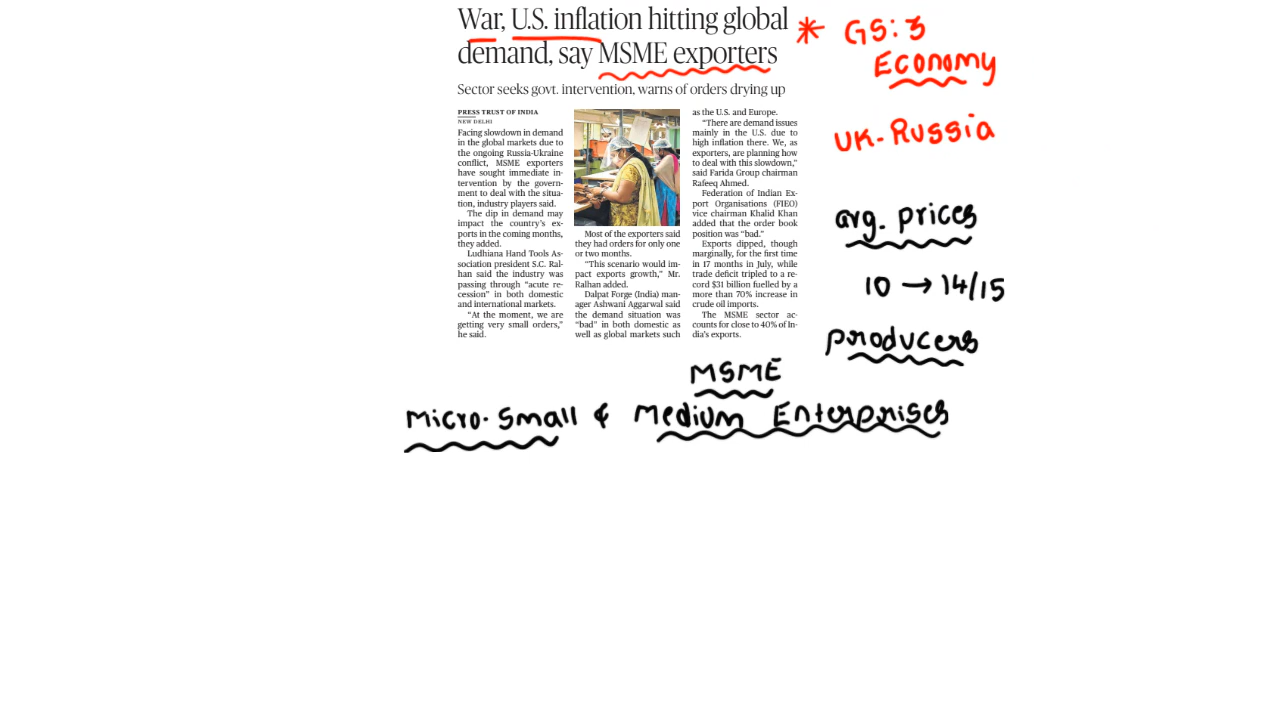 War, U.S. inflation hitting global
demand, say MSME exporters
Sector seeks govt. intervention, warns of orders drying up
PRESS TRUST OF INDIA
NEW DELHI
Facing slowdown in demand
in the global markets due to
the ongoing Russia-Ukraine
conflict, MSME exporters
have sought immediate in-
tervention by the govern-
ment to deal with the situa-
tion, industry players said.
The dip in demand may
impact the country's ex-
ports in the coming months,
they added.
Ludhiana Hand Tools As-
sociation president S.C. Ral-
han said the industry was
passing through "acute re-
cession" in both domestic
and international markets.
"At the moment, we are
getting very small orders,"
he said.
Most of the exporters said
they had orders for only one
or two months.
"This scenario would im-
pact exports growth," Mr.
Ralhan added.
Dalpat Forge (India) man-
ager Ashwani Aggarwal said
the demand situation was
"bad" in both domestic as
well as global markets such
as the U.S. and Europe.
"There are demand issues
mainly in the U.S. due to
high inflation there. We, as
exporters, are planning how
to deal with this slowdown,"
said Farida Group chairman
Rafeeq Ahmed.
Federation of Indian Ex-
port Organisations (FIEO)
vice chairman Khalid Khan
added that the order book
position was "bad."
Exports dipped, though
marginally, for the first time
in 17 months in July, while
trade deficit tripled to a re-
cord $31 billion fuelled by a
more than 70% increase in
crude oil imports.
The MSME sector ac-
counts for close to 40% of In-
dia's exports.
* GS: 3
Economy
UK-Russia
avg. prices
10 → 14/15
producers
MSME
Micro. Small & Medium Enterprises